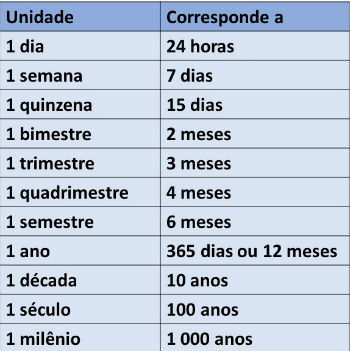 Unidade Corresponde a
1 dia 24 horas
1 semana 7 dias
1 quinzena 15 dias
1 bimestre 2 meses
1 trimestre 3 meses
1 quadrimestre 4 meses
1 semestre 6 meses
1 ano 365 dias ou 12 meses
1 década 10 anos
1 século 100 anos
1 milênio 1 000 anos